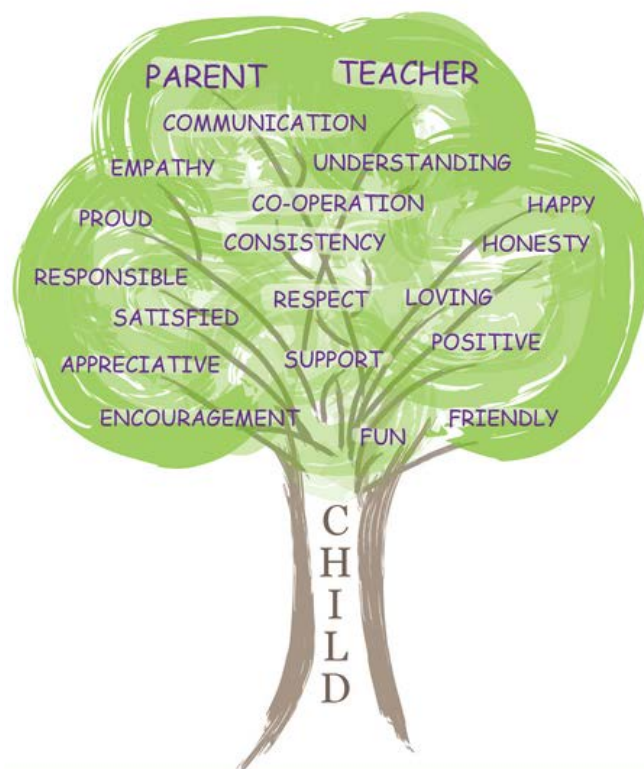 PARENT TEACHER
COMMUNICATION
EMPATHY UNDERSTANDING
PROUD CO-OPERATION HAPPY
CONSISTENCY HONESTY
RESPONSIBLE RESPECT LOVING
SATISFIED POSITIVE
APPRECIATIVE SUPPORT
ENCOURAGEMENT FUN FRIENDLY
CHILD